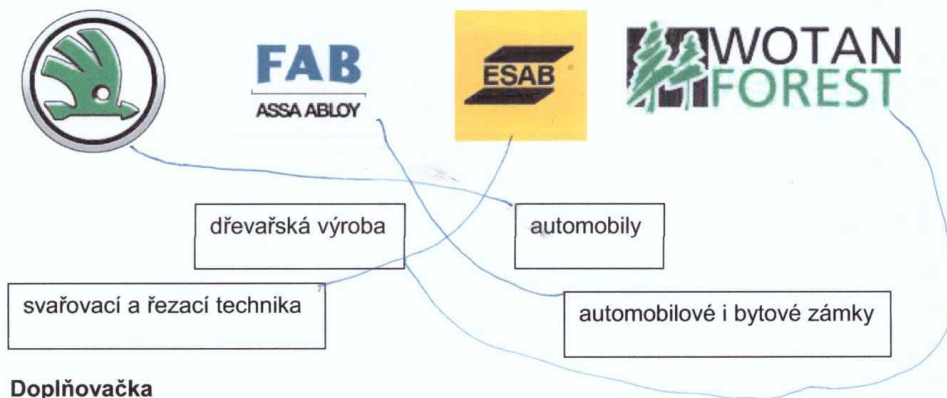 FAB
ASSA ABLOY
ESAB
WOTAN
FOREST
dřevařská výroba
automobily
svařovací a řezací technika
automobilové i bytové zámky
Doplňovačka